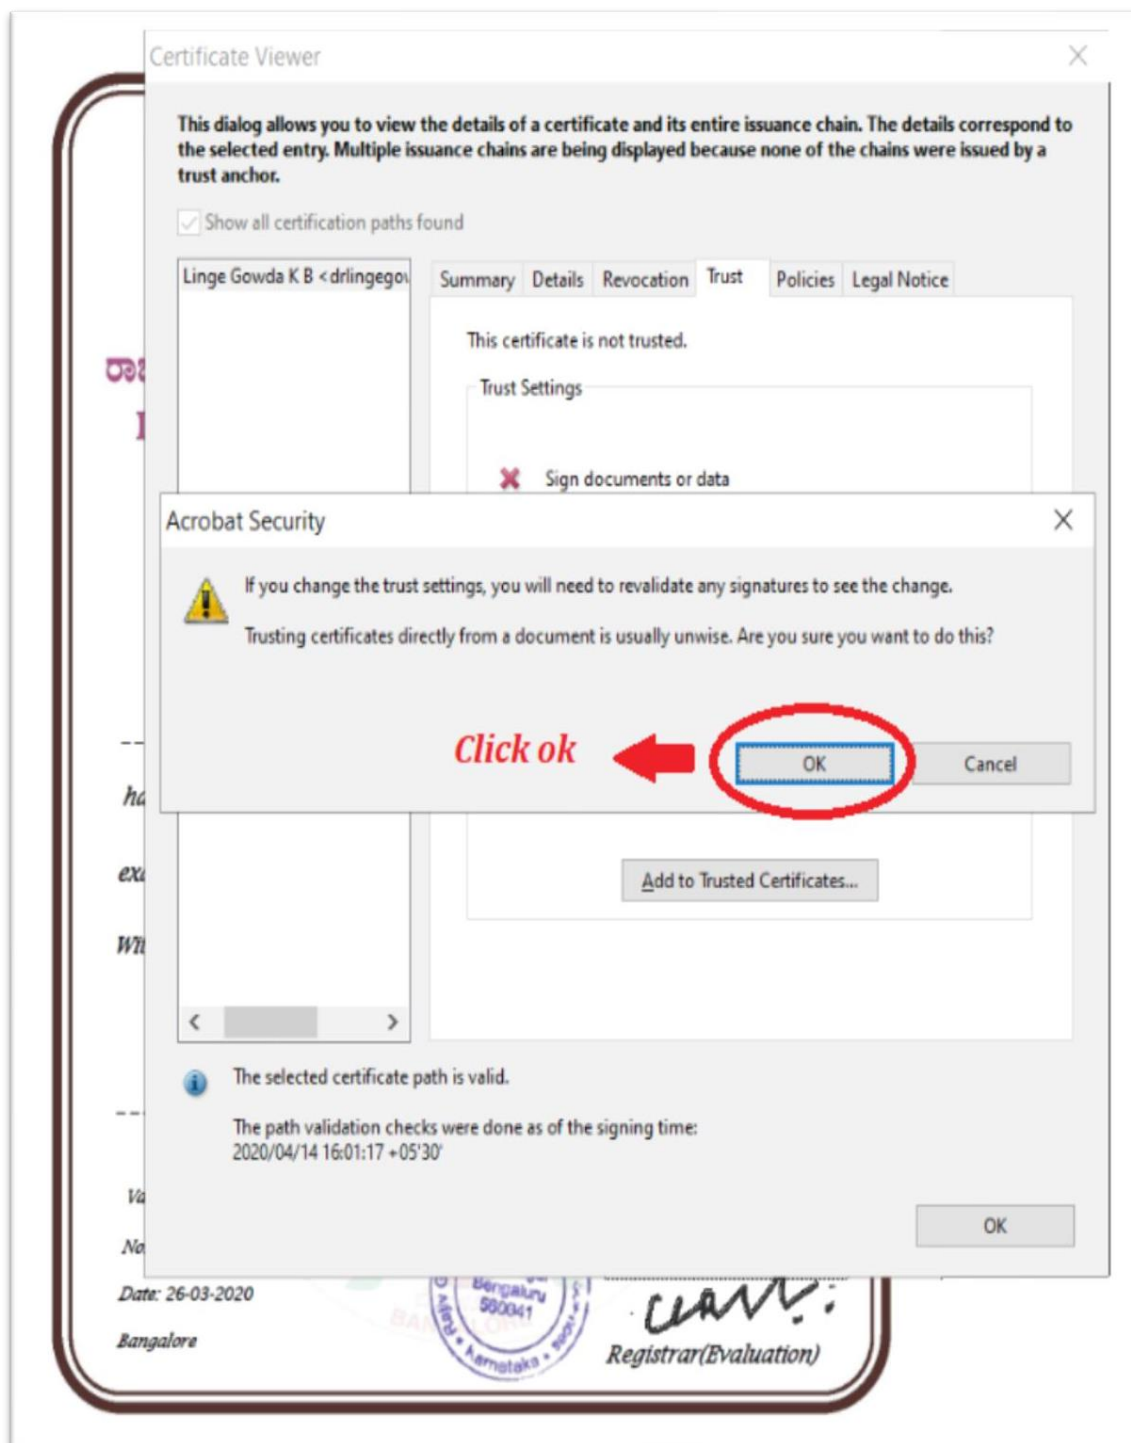 Certificate Viewer
This dialog allows you to view the details of a certificate and its entire issuance chain. The details correspond to
the selected entry. Multiple issuance chains are being displayed because none of the chains were issued by a
trust anchor.
Show all certification paths found
Linge Gowda K B <drlingego
Summary Details Revocation Trust Policies Legal Notice
This certificate is not trusted.
Trust Settings
Sign documents or data
Acrobat Security
If you change the trust settings, you will need to revalidate any signatures to see the change.
Trusting certificates directly from a document is usually unwise. Are you sure you want to do this?
Click ok
OK Cancel
Add to Trusted Certificates...
The selected certificate path is valid.
The path validation checks were done as of the signing time:
2020/04/14 16:01:17 +05'30'
OK
Date: 26-03-2020
Bangalore
Bengaluru
560041
Karnataka
BANGALORE
Registrar(Evaluation)